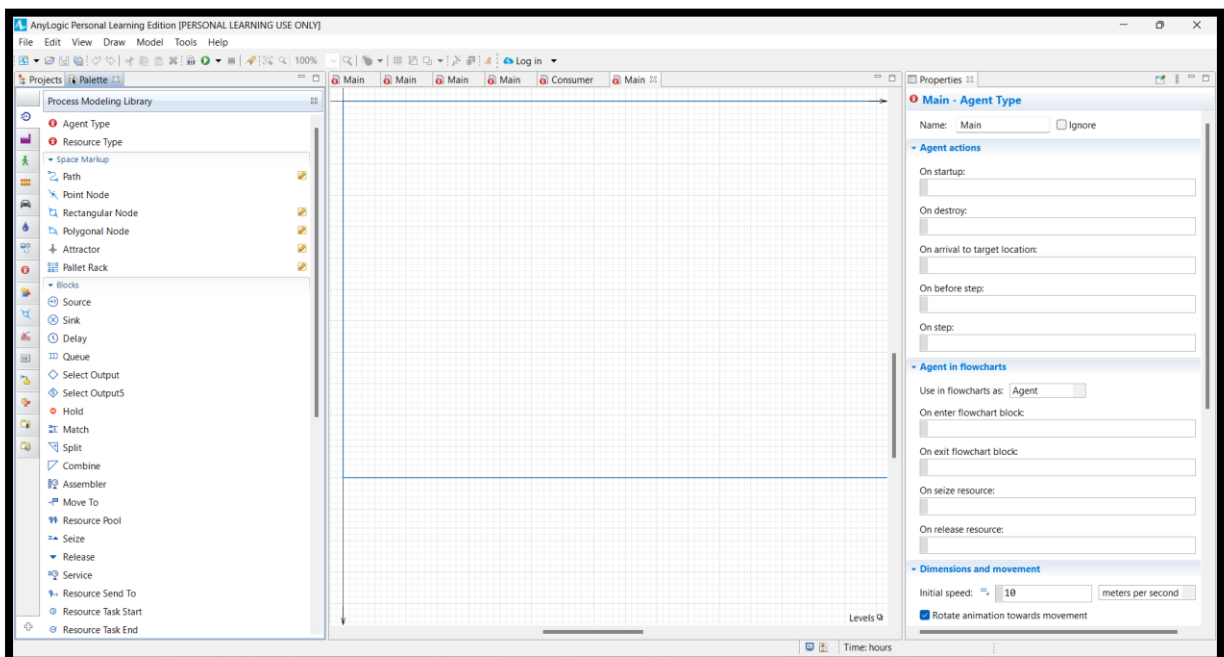 AnyLogic Personal Learning Edition [PERSONAL LEARNING USE ONLY]
File Edit View Draw Model Tools Help
100% Log in
Projects Palette
Main Main Main Main Consumer Main
Properties
Process Modeling Library
Agent Type
Resource Type
Space Markup
Path
Point Node
Rectangular Node
Polygonal Node
Attractor
Pallet Rack
Blocks
Source
Sink
Delay
Queue
Select Output
Select Output5
Hold
Match
Split
Combine
Assembler
Move To
Resource Pool
Seize
Release
Service
Resource Send To
Resource Task Start
Resource Task End
Levels
Main - Agent Type
Name: Main Ignore
Agent actions
On startup:
On destroy:
On arrival to target location:
On before step:
On step:
Agent in flowcharts
Use in flowcharts as: Agent
On enter flowchart block:
On exit flowchart block:
On seize resource:
On release resource:
Dimensions and movement
Initial speed: 10 meters per second
Rotate animation towards movement
Time: hours